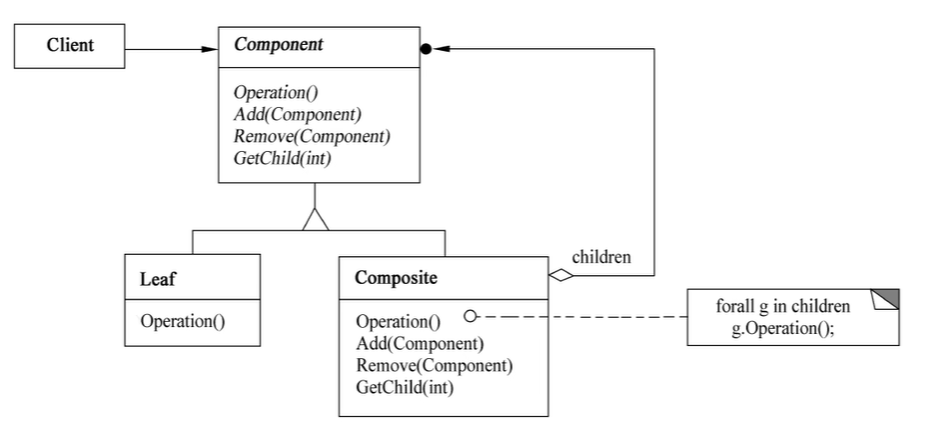 Client
Component
Operation()
Add(Component)
Remove(Component)
GetChild(int)
Leaf
Operation()
Composite
Operation()
Add(Component)
Remove(Component)
GetChild(int)
children
forall g in children
g.Operation();